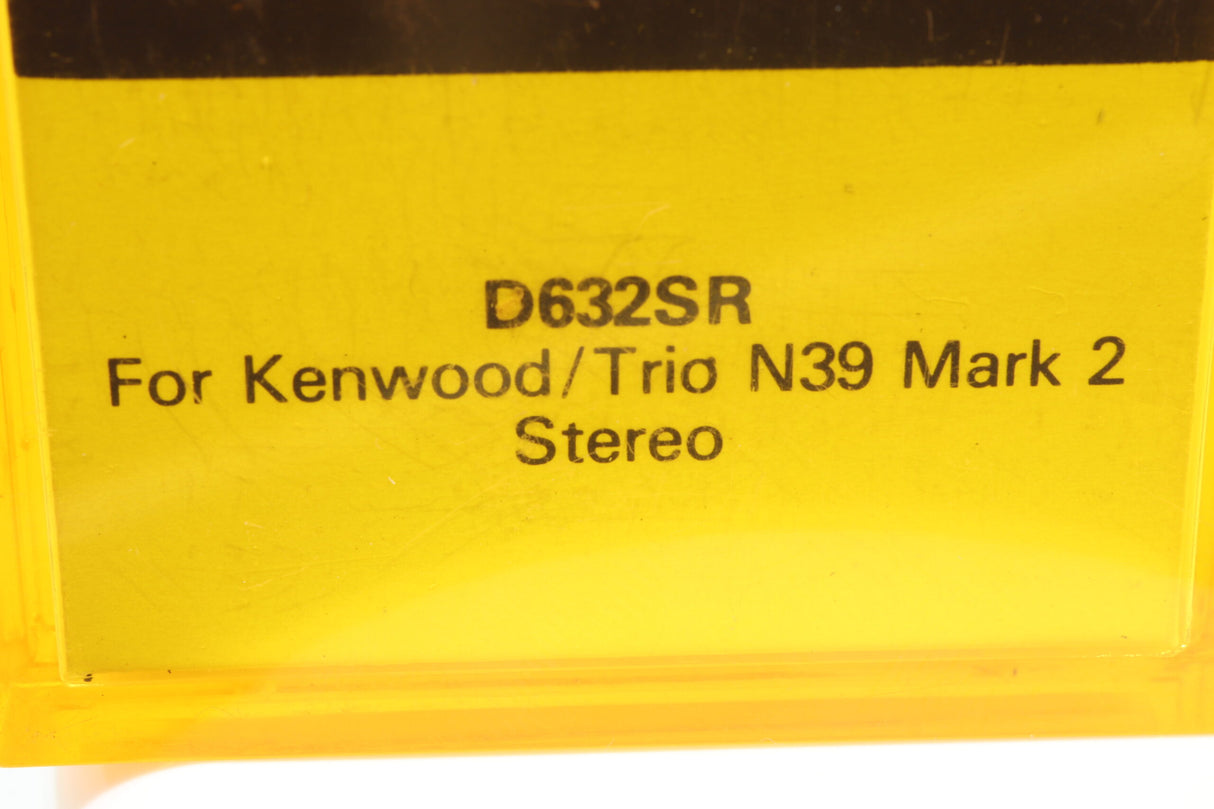 D632SR
For Kenwood/Trio N39 Mark 2
Stereo